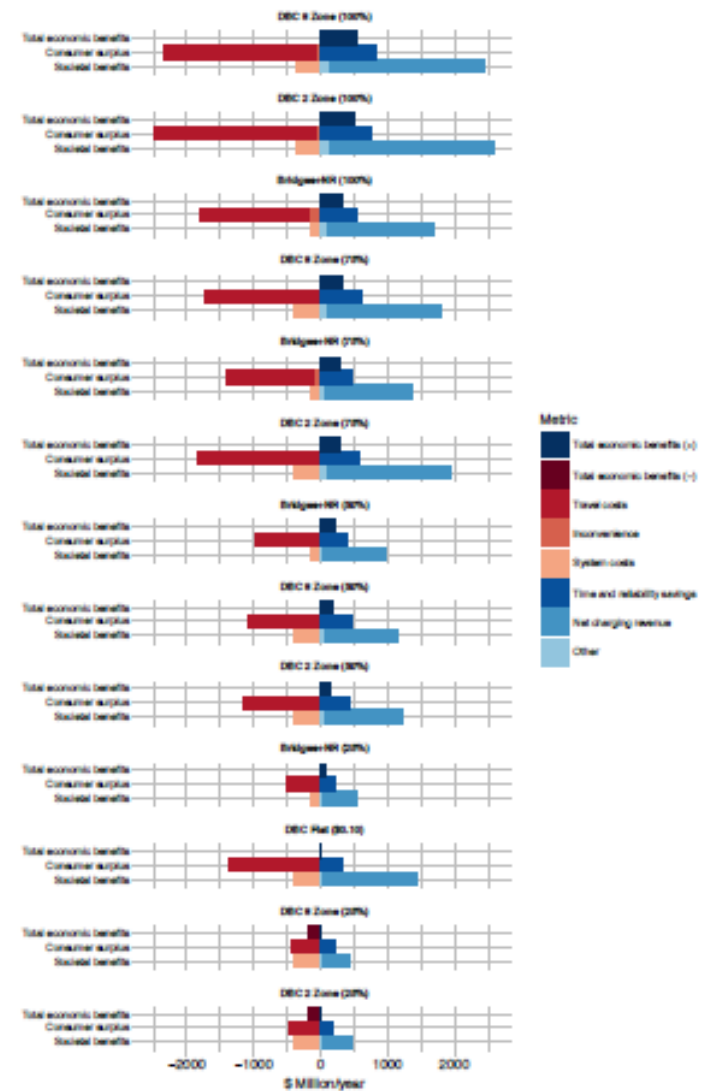 DBC 8 Zone (100%)
Total economic benefits
Consumer surplus
Societal benefits
DBC 2 Zone (100%)
Total economic benefits
Consumer surplus
Societal benefits
Bridges+NR (100%)
Total economic benefits
Consumer surplus
Societal benefits
DBC 8 Zone (75%)
Total economic benefits
Consumer surplus
Societal benefits
Bridges+NR (75%)
Total economic benefits
Consumer surplus
Societal benefits
DBC 2 Zone (75%)
Total economic benefits
Consumer surplus
Societal benefits
Bridges+NR (50%)
Total economic benefits
Consumer surplus
Societal benefits
DBC 8 Zone (50%)
Total economic benefits
Consumer surplus
Societal benefits
DBC 2 Zone (50%)
Total economic benefits
Consumer surplus
Societal benefits
Bridges+NR (25%)
Total economic benefits
Consumer surplus
Societal benefits
DBC Flat ($0.10)
Total economic benefits
Consumer surplus
Societal benefits
DBC 8 Zone (25%)
Total economic benefits
Consumer surplus
Societal benefits
DBC 2 Zone (25%)
Total economic benefits
Consumer surplus
Societal benefits
−2000 −1000 0 1000 2000
$ Million/year
Metric
Total economic benefits (+)
Total economic benefits (−)
Travel costs
Inconvenience
System costs
Time and reliability savings
Net charging revenue
Other